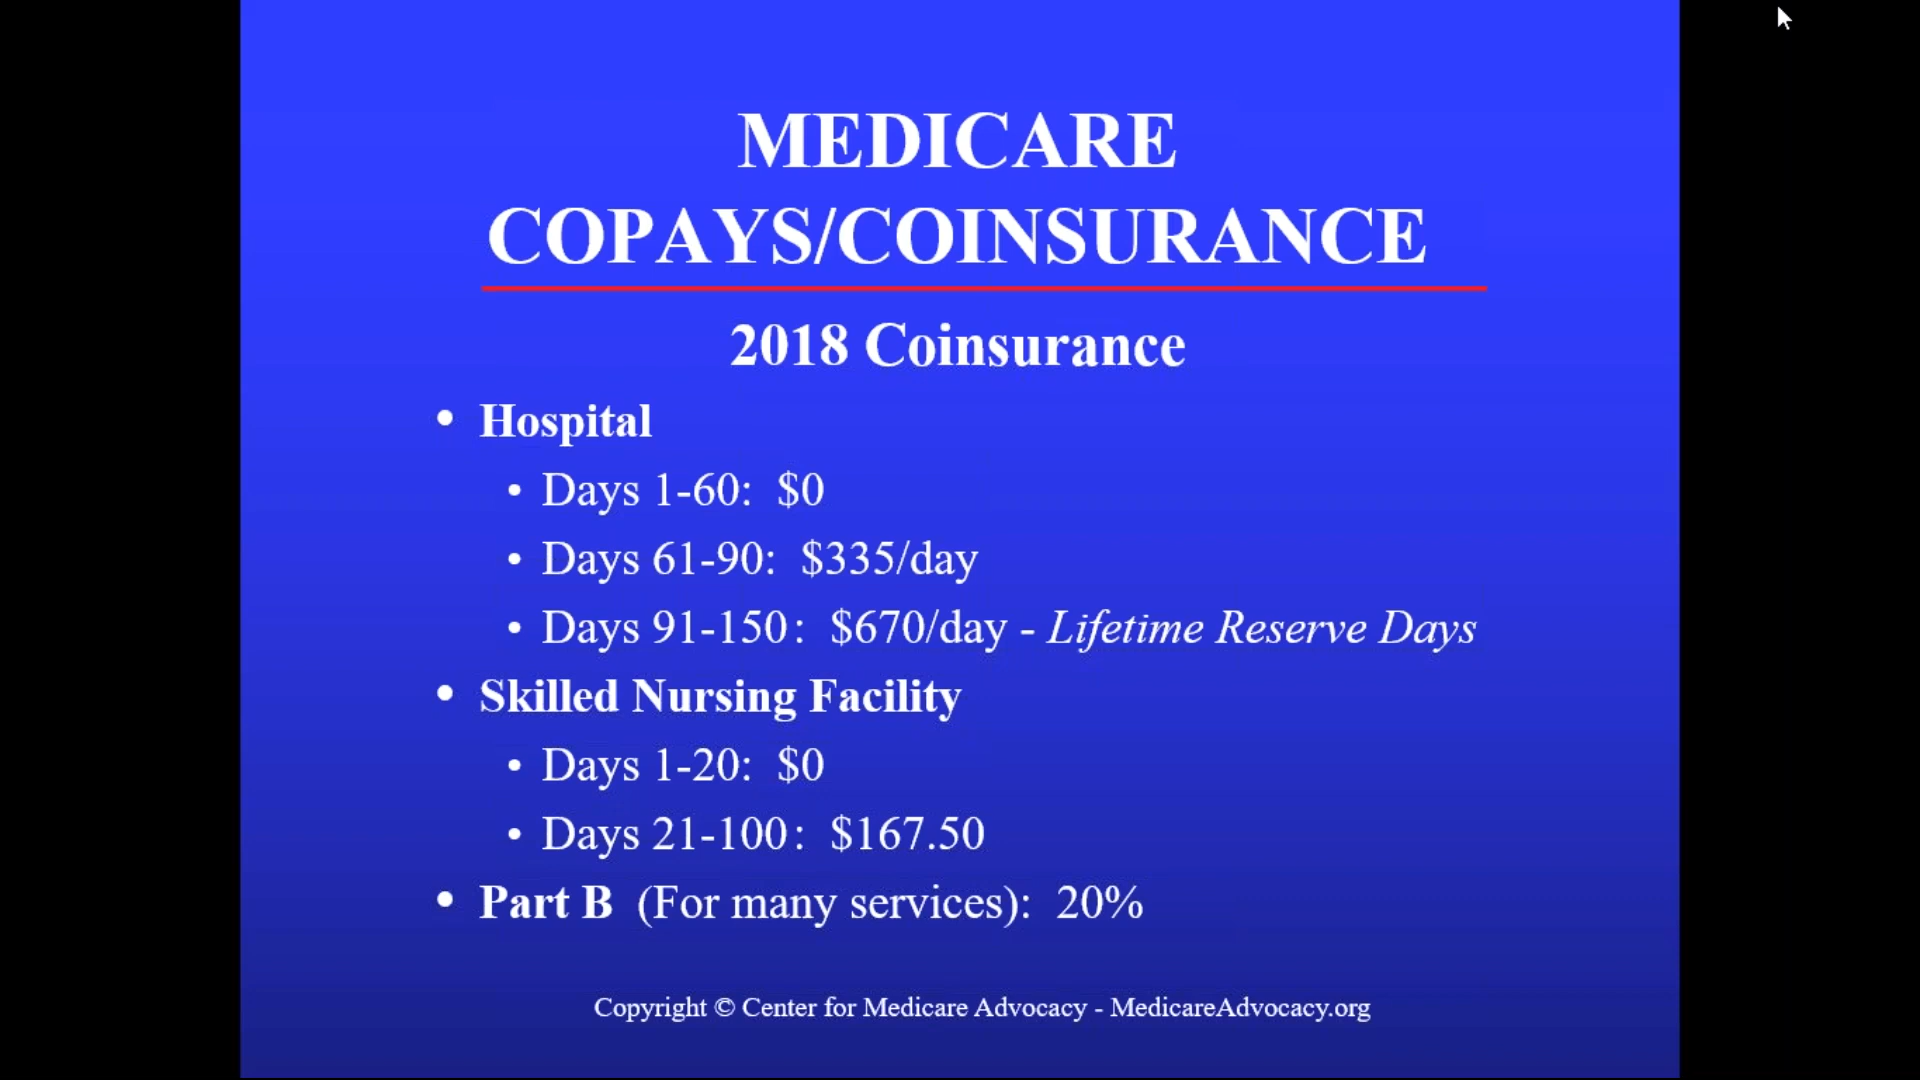 MEDICARE
COPAYS/COINSURANCE
2018 Coinsurance
• Hospital
• Days 1-60: $0
• Days 61-90: $335/day
• Days 91-150: $670/day - Lifetime Reserve Days
• Skilled Nursing Facility
• Days 1-20: $0
• Days 21-100: $167.50
• Part B (For many services): 20%
Copyright © Center for Medicare Advocacy - MedicareAdvocacy.org